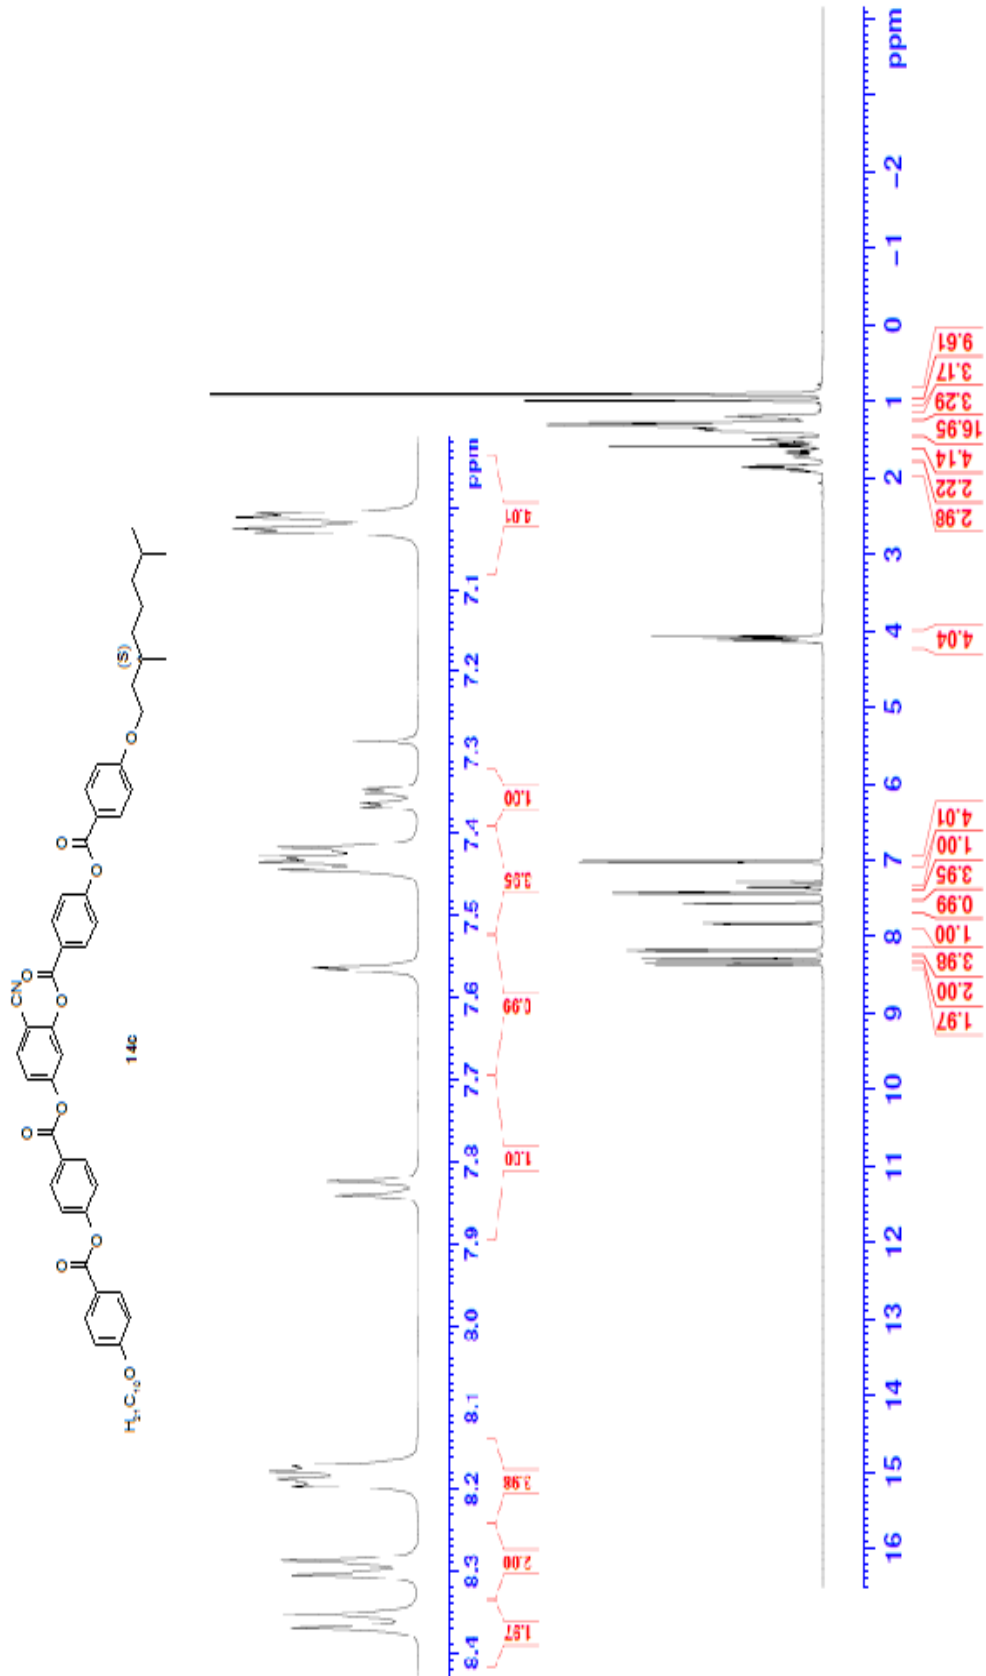 H₂₁C₁₀O
O
O
O
O
CN
O
O
O
O
O
(S)
14c
8.4 8.3 8.2 8.1 8.0 7.9 7.8 7.7 7.6 7.5 7.4 7.3 7.2 7.1 ppm
1.97 2.00 3.98 1.00 0.99 3.95 1.00 4.01
16 15 14 13 12 11 10 9 8 7 6 5 4 3 2 1 0 -1 -2 ppm
1.97 2.00 3.98 1.00 0.99 3.95 1.00 4.01 4.04 2.98 2.22 4.14 16.95 3.29 3.17 9.61